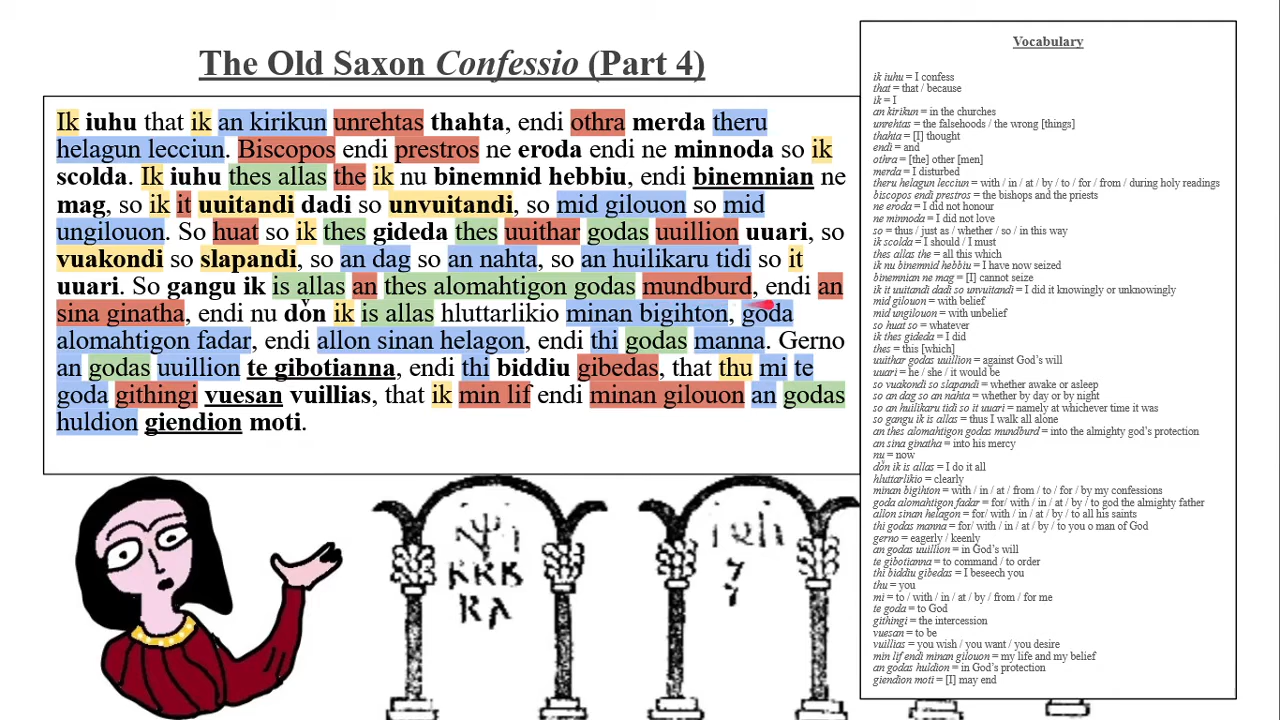 The Old Saxon Confessio (Part 4)
Ik iuhu that ik an kirikun unrehtas thahta, endi othra merda theru
helagun lecciun. Biscopos endi prestros ne eroda endi ne minnoda so ik
scolda. Ik iuhu thes allas the ik nu binemnid hebbiu, endi binemnian ne
mag, so ik it uuitandi dadi so unvuitandi, so mid gilouon so mid
ungilouon. So huat so ik thes gideda thes uuithar godas uuillion uuari, so
vuakondi so slapandi, so an dag so an nahta, so an huilikaru tidi so it
uuari. So gangu ik is allas an thes alomahtigon godas mundburd, endi an
sina ginatha, endi nu dǒn ik is allas hluttarlikio minan bigihton, goda
alomahtigon fadar, endi allon sinan helagon, endi thi godas manna. Gerno
an godas uuillion te gibotianna, endi thi biddiu gibedas, that thu mi te
goda githingi vuesan vuillias, that ik min lif endi minan gilouon an godas
huldion giendion moti.
Vocabulary
ik iuhu = I confess
that = that / because
ik = I
an kirikun = in the churches
unrehtas = the falsehoods / the wrong [things]
thahta = [I] thought
endi = and
othra = [the] other [men]
merda = I disturbed
theru helagun lecciun = with / in / at / by / to / for / from / during holy readings
biscopos endi prestros = the bishops and the priests
ne eroda = I did not honour
ne minnoda = I did not love
so = thus / just as / whether / so / in this way
ik scolda = I should / I must
thes allas the = all this which
ik nu binemnid hebbiu = I have now seized
binemnian ne mag = [I] cannot seize
ik it uuitandi dadi so unvuitandi = I did it knowingly or unknowingly
mid gilouon = with belief
mid ungilouon = with unbelief
so huat so = whatever
ik thes gideda = I did
thes = this [which]
uuithar godas uuillion = against God's will
uuari = he / she / it would be
so vuakondi so slapandi = whether awake or asleep
so an dag so an nahta = whether by day or by night
so an huilikaru tidi so it uuari = namely at whichever time it was
so gangu ik is allas = thus I walk all alone
an thes alomahtigon godas mundburd = into the almighty god's protection
an sina ginatha = into his mercy
nu = now
dǒn ik is allas = I do it all
hluttarlikio = clearly
minan bigihton = with / in / at / from / to / for / by my confessions
goda alomahtigon fadar = for/ with / in / at / by / to god the almighty father
allon sinan helagon = for/ with / in / at / by / to all his saints
thi godas manna = for/ with / in / at / by / to you o man of God
gerno = eagerly / keenly
an godas uuillion = in God's will
te gibotianna = to command / to order
thi biddiu gibedas = I beseech you
thu = you
mi = to / with / in / at / by / from / for me
te goda = to God
githingi = the intercession
vuesan = to be
vuillias = you wish / you want / you desire
min lif endi minan gilouon = my life and my belief
an godas huldion = in God's protection
giendion moti = [I] may end